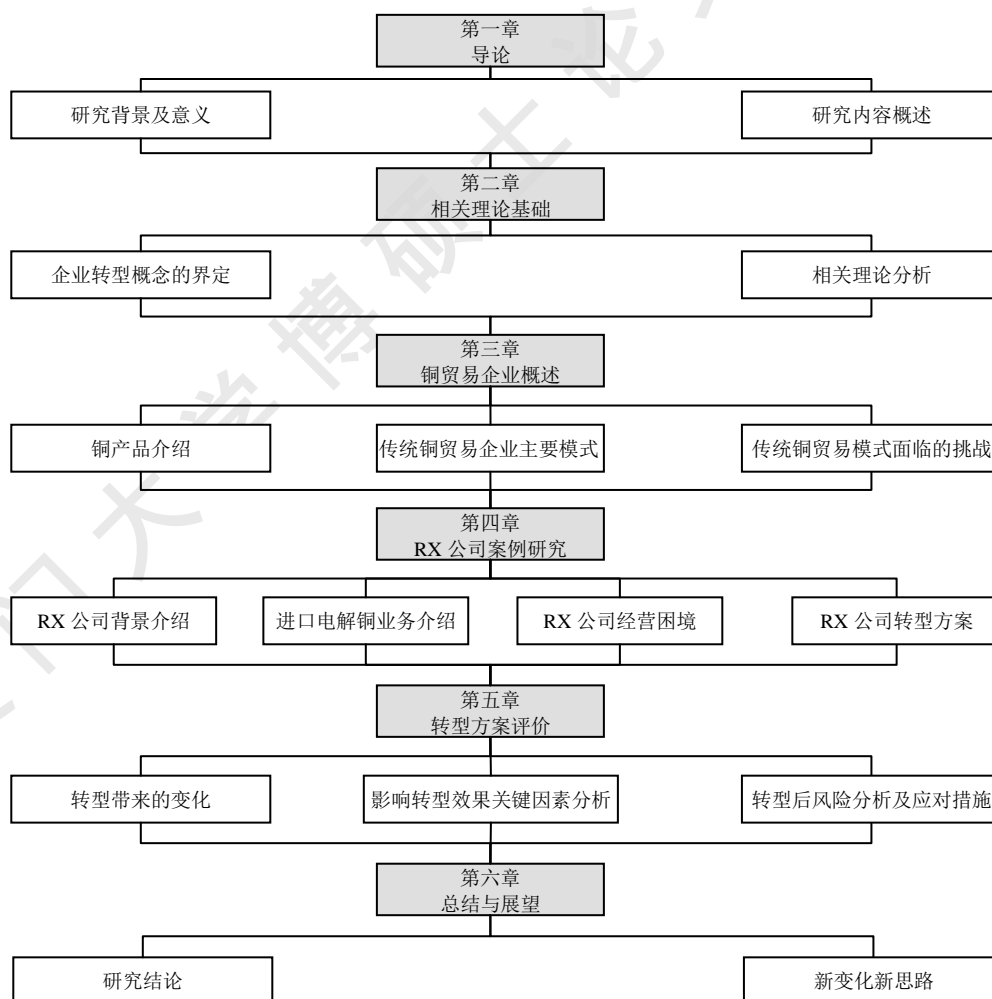 第一章
导论
研究背景及意义
研究内容概述
第二章
相关理论基础
企业转型概念的界定
相关理论分析
第三章
铜贸易企业概述
铜产品介绍
传统铜贸易企业主要模式
传统铜贸易模式面临的挑战
第四章
RX 公司案例研究
RX 公司背景介绍
进口电解铜业务介绍
RX 公司经营困境
RX 公司转型方案
第五章
转型方案评价
转型带来的变化
影响转型效果关键因素分析
转型后风险分析及应对措施
第六章
总结与展望
研究结论
新变化新思路
门大学博硕士论